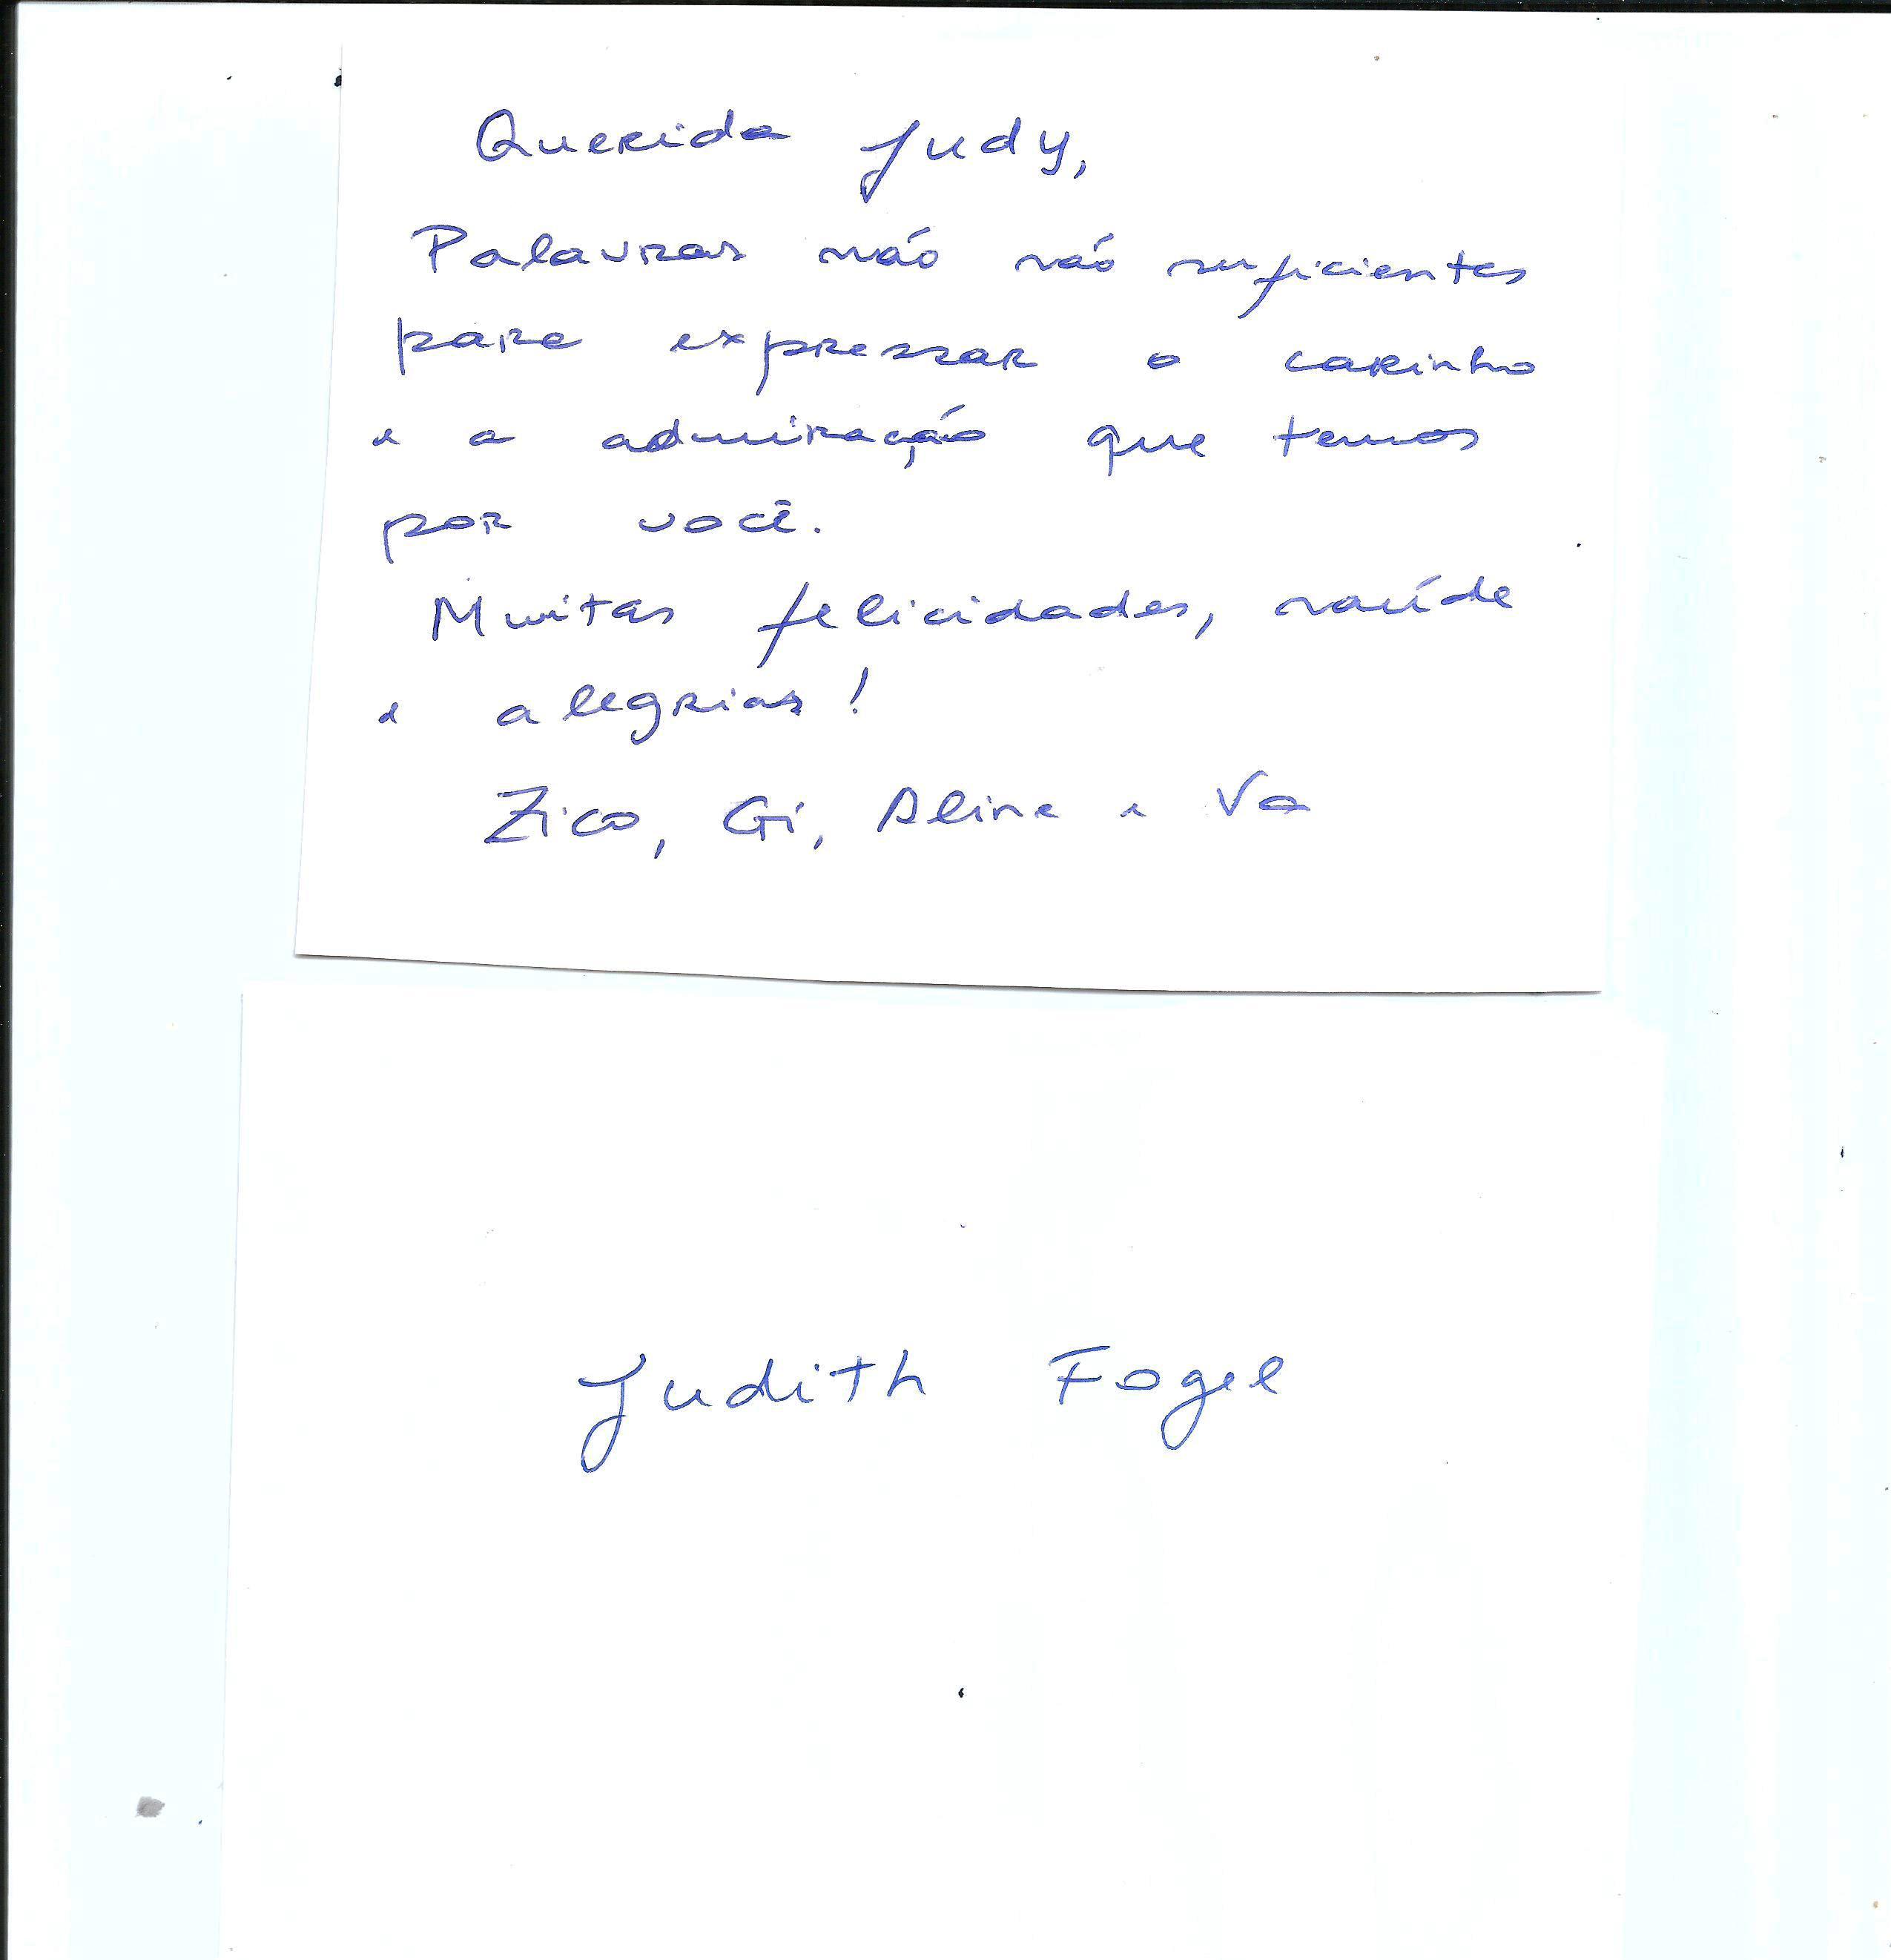 Querida Judy,
Palavras não são suficientes
para expressar o carinho
e a admiração que temos
por você.
Muitas felicidades, saúde
e alegrias!
Zico, Gi, Aline e Va
Judith Fogel